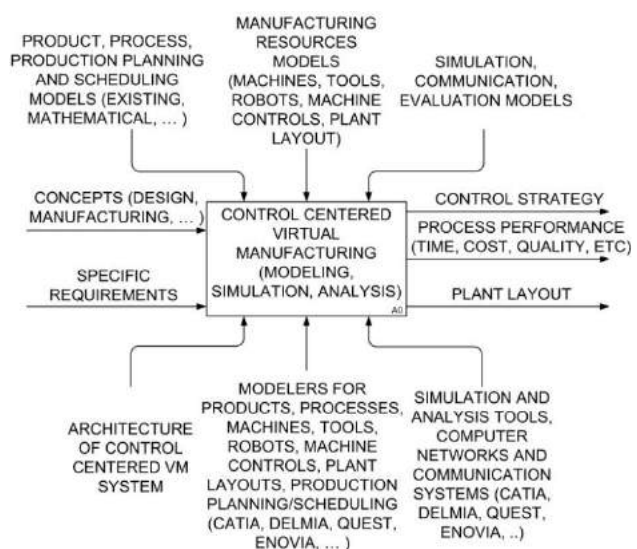 PRODUCT, PROCESS,
PRODUCTION PLANNING
AND SCHEDULING
MODELS (EXISTING,
MATHEMATICAL, ... )
MANUFACTURING
RESOURCES
MODELS
(MACHINES, TOOLS,
ROBOTS, MACHINE
CONTROLS, PLANT
LAYOUT)
SIMULATION,
COMMUNICATION,
EVALUATION MODELS
CONCEPTS (DESIGN,
MANUFACTURING, ... )
SPECIFIC
REQUIREMENTS
CONTROL CENTERED
VIRTUAL
MANUFACTURING
(MODELING,
SIMULATION, ANALYSIS)
A0
CONTROL STRATEGY
PROCESS PERFORMANCE
(TIME, COST, QUALITY, ETC)
PLANT LAYOUT
ARCHITECTURE
OF CONTROL
CENTERED VM
SYSTEM
MODELERS FOR
PRODUCTS, PROCESSES,
MACHINES, TOOLS,
ROBOTS, MACHINE
CONTROLS, PLANT
LAYOUTS, PRODUCTION
PLANNING/SCHEDULING
(CATIA, DELMIA, QUEST,
ENOVIA, ... )
SIMULATION AND
ANALYSIS TOOLS,
COMPUTER
NETWORKS AND
COMMUNICATION
SYSTEMS (CATIA,
DELMIA, QUEST,
ENOVIA, ..)